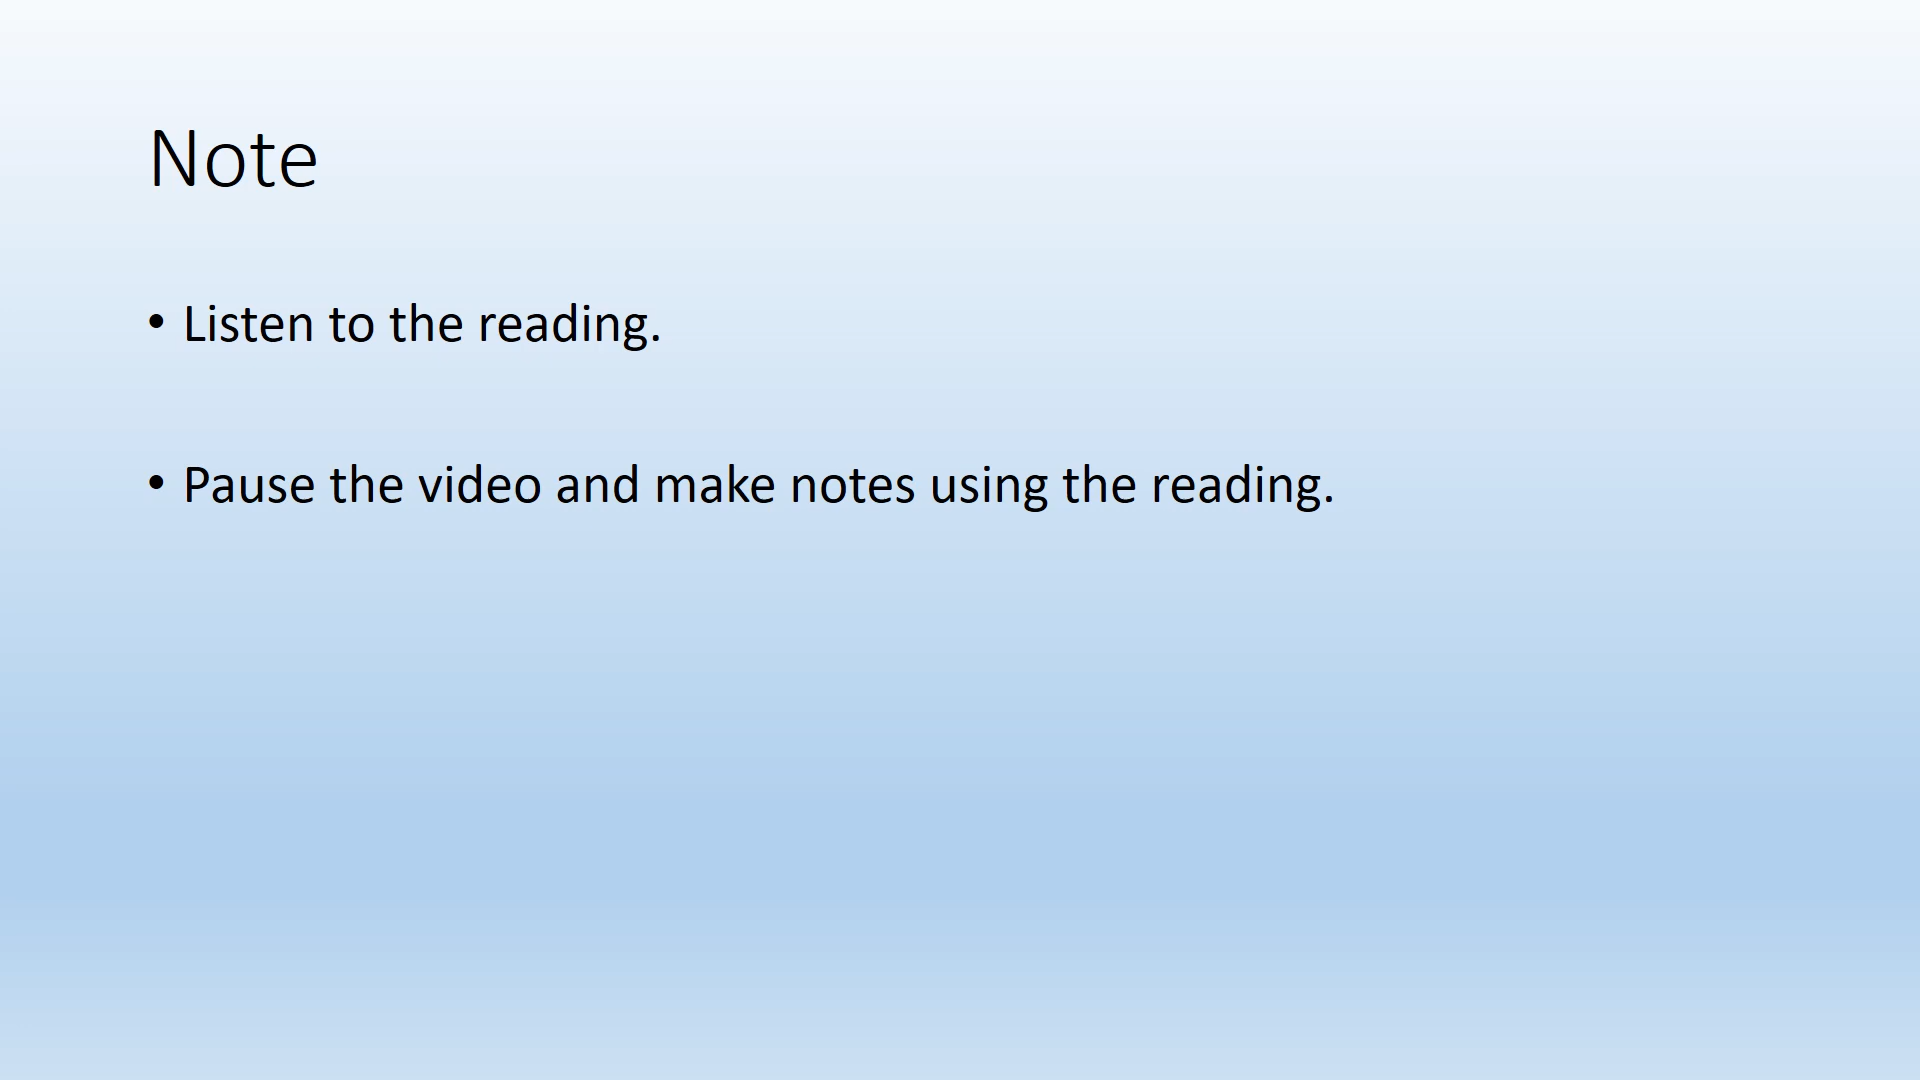 Note
• Listen to the reading.
• Pause the video and make notes using the reading.